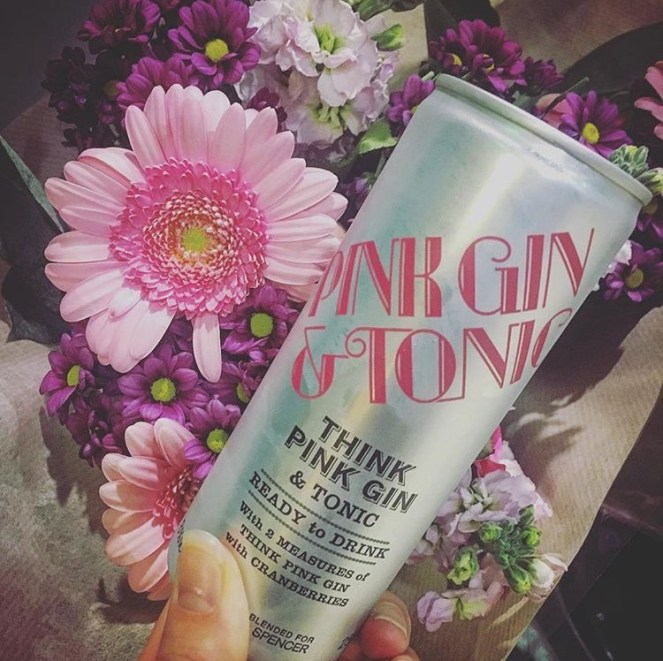 PINK GIN
& TONIC
THINK
PINK GIN
& TONIC
READY to DRINK
with 2 MEASURES of
THINK PINK GIN
with CRANBERRIES
BLENDED FOR
SPENCER